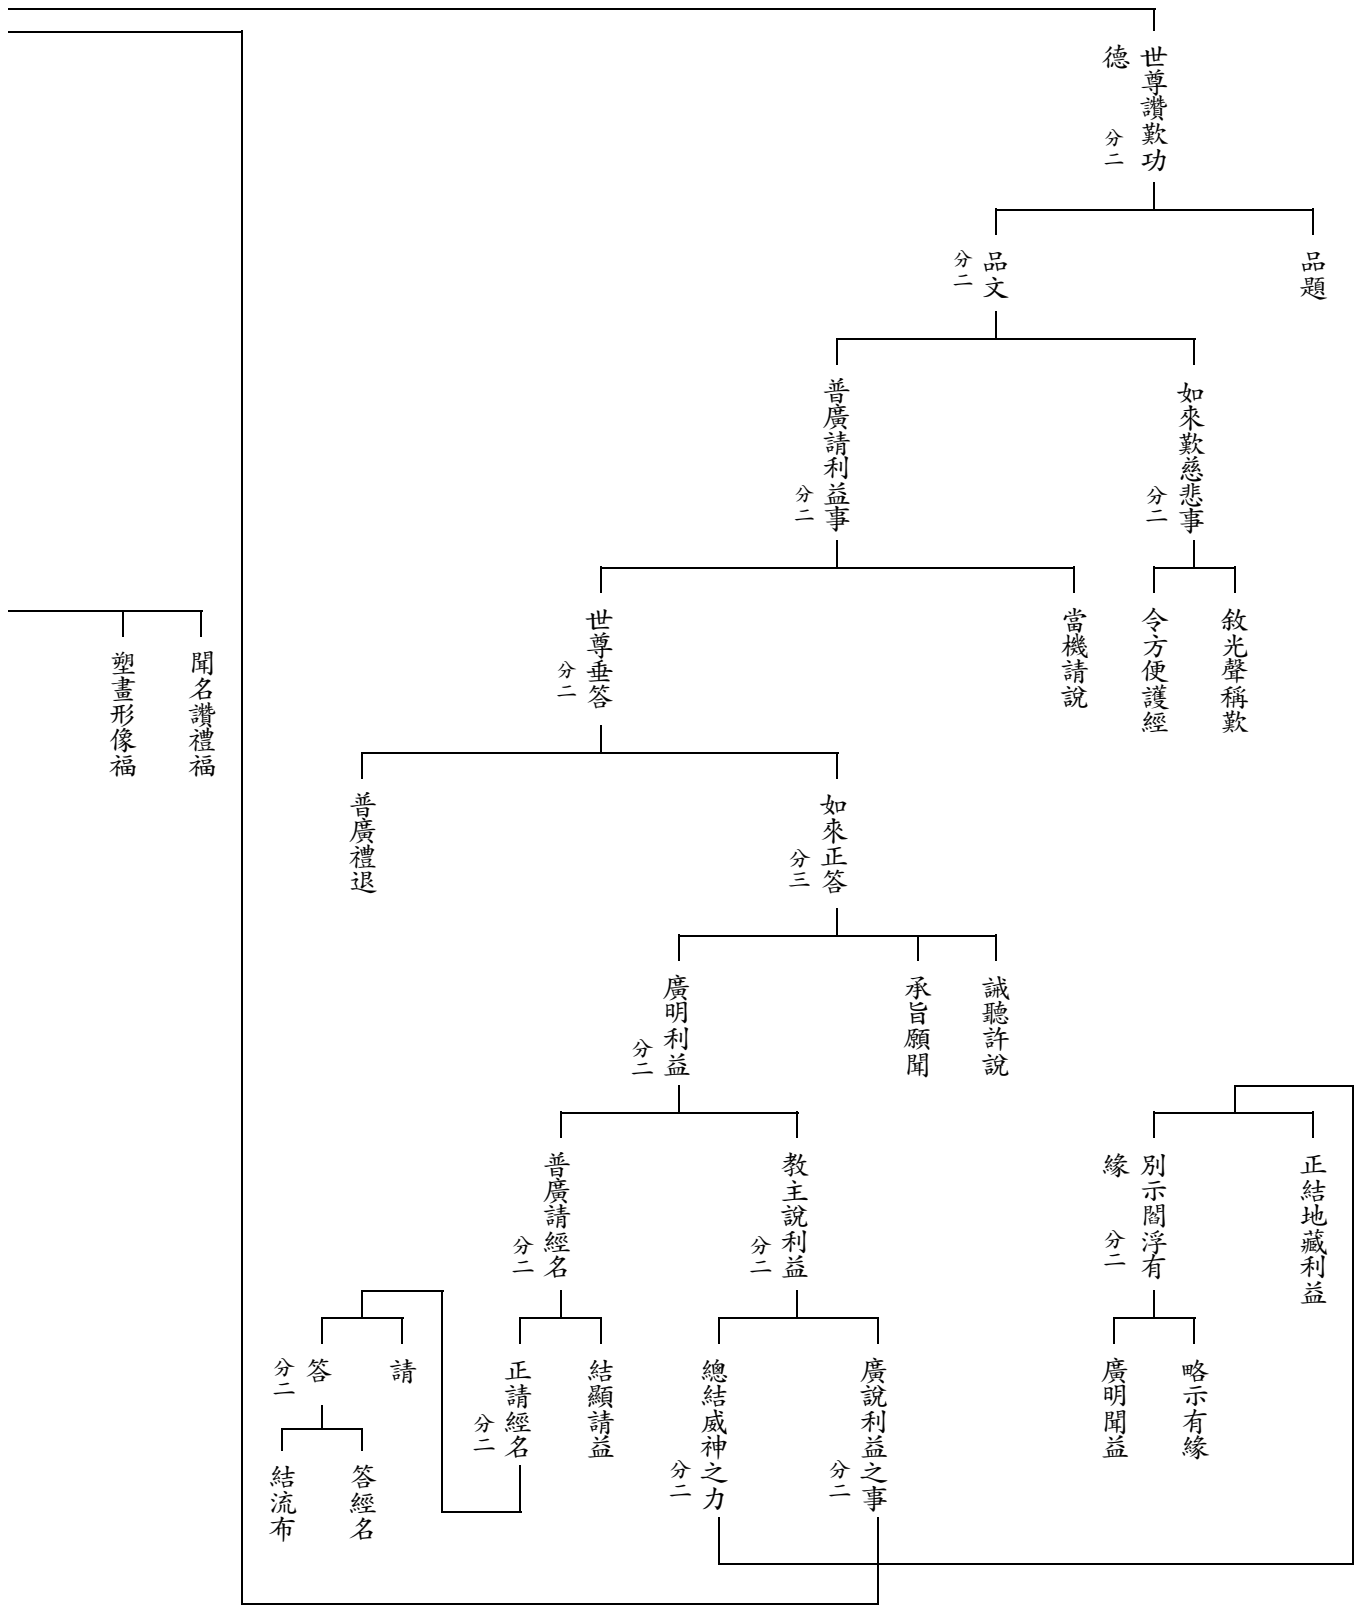 世尊讚歎功
德 分二
品題
品文
分二
如來歎慈悲事
分二
普廣請利益事
分二
敘光聲稱歎
令方便護經
當機請說
世尊垂答
分二
聞名讚禮福
塑畫形像福
如來正答
分三
普廣禮退
誡聽許說
承旨願聞
廣明利益
分二
正結地藏利益
別示閻浮有
緣 分二
教主說利益
分二
普廣請經名
分二
略示有緣
廣明聞益
廣說利益之事
分二
總結威神之力
分二
結顯請益
正請經名
分二
請
答
分二
答經名
結流布